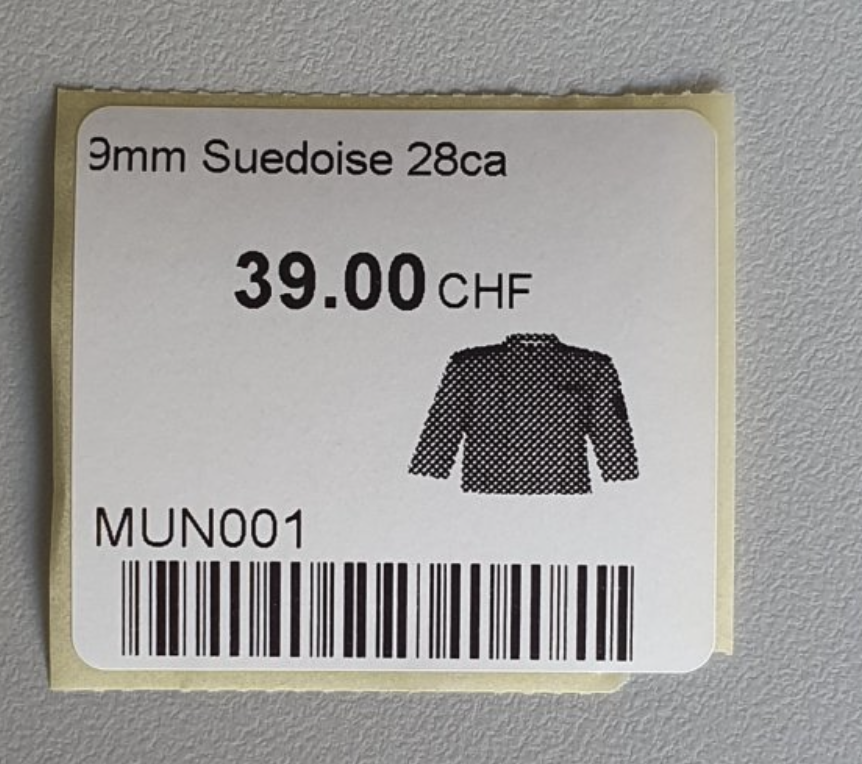 9mm Suedoise 28ca
39.00 CHF
MUN001